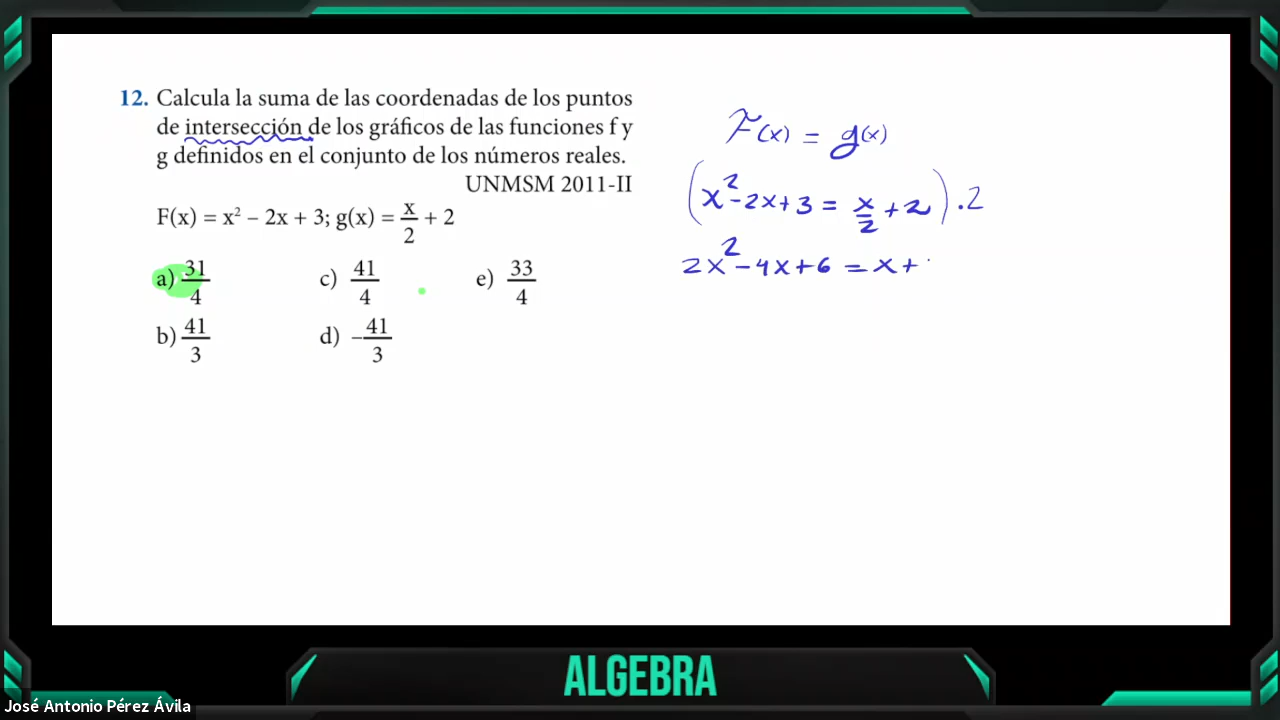 12. Calcula la suma de las coordenadas de los puntos
de intersección de los gráficos de las funciones f y
g definidos en el conjunto de los números reales.
UNMSM 2011-II
F(x) = x² – 2x + 3; g(x) = x/2 + 2
a) 31/4 c) 41/4 e) 33/4
b) 41/3 d) –41/3
F(x) = g(x)
(x² - 2x + 3 = x/2 + 2) . 2
2x² - 4x + 6 = x +
ALGEBRA
José Antonio Pérez Ávila